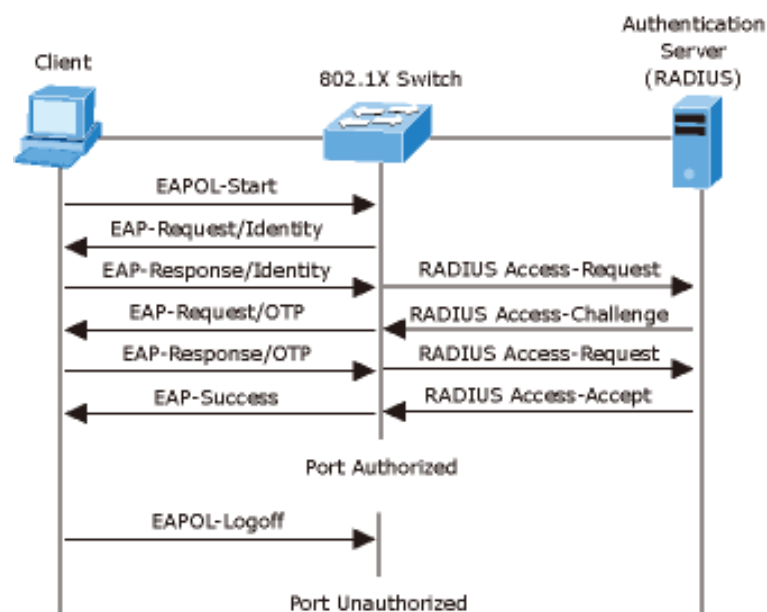 Authentication
Server
(RADIUS)
Client
802.1X Switch
EAPOL-Start
EAP-Request/Identity
EAP-Response/Identity
RADIUS Access-Request
EAP-Request/OTP
RADIUS Access-Challenge
EAP-Response/OTP
RADIUS Access-Request
EAP-Success
RADIUS Access-Accept
Port Authorized
EAPOL-Logoff
Port Unauthorized